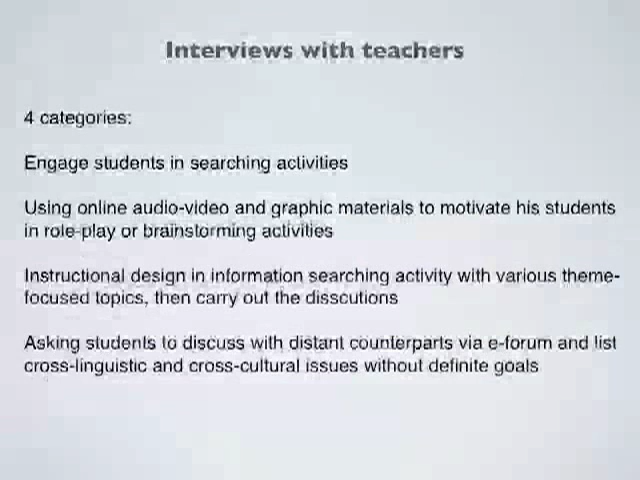 Interviews with teachers
4 categories:
Engage students in searching activities
Using online audio-video and graphic materials to motivate his students
in role-play or brainstorming activities
Instructional design in information searching activity with various theme-
focused topics, then carry out the disscutions
Asking students to discuss with distant counterparts via e-forum and list
cross-linguistic and cross-cultural issues without definite goals